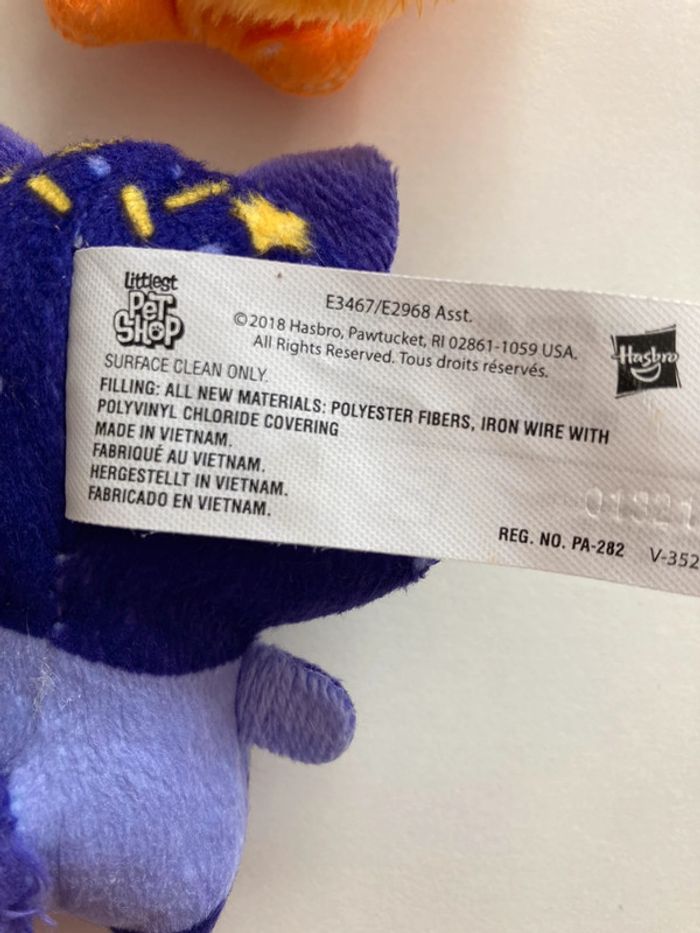 Littlest
PET
SHOP
E3467/E2968 Asst.
©2018 Hasbro, Pawtucket, RI 02861-1059 USA.
All Rights Reserved. Tous droits réservés.
Hasbro
SURFACE CLEAN ONLY.
FILLING: ALL NEW MATERIALS: POLYESTER FIBERS, IRON WIRE WITH
POLYVINYL CHLORIDE COVERING
MADE IN VIETNAM.
FABRIQUÉ AU VIETNAM.
HERGESTELLT IN VIETNAM.
FABRICADO EN VIETNAM.
REG. NO. PA-282
V-352